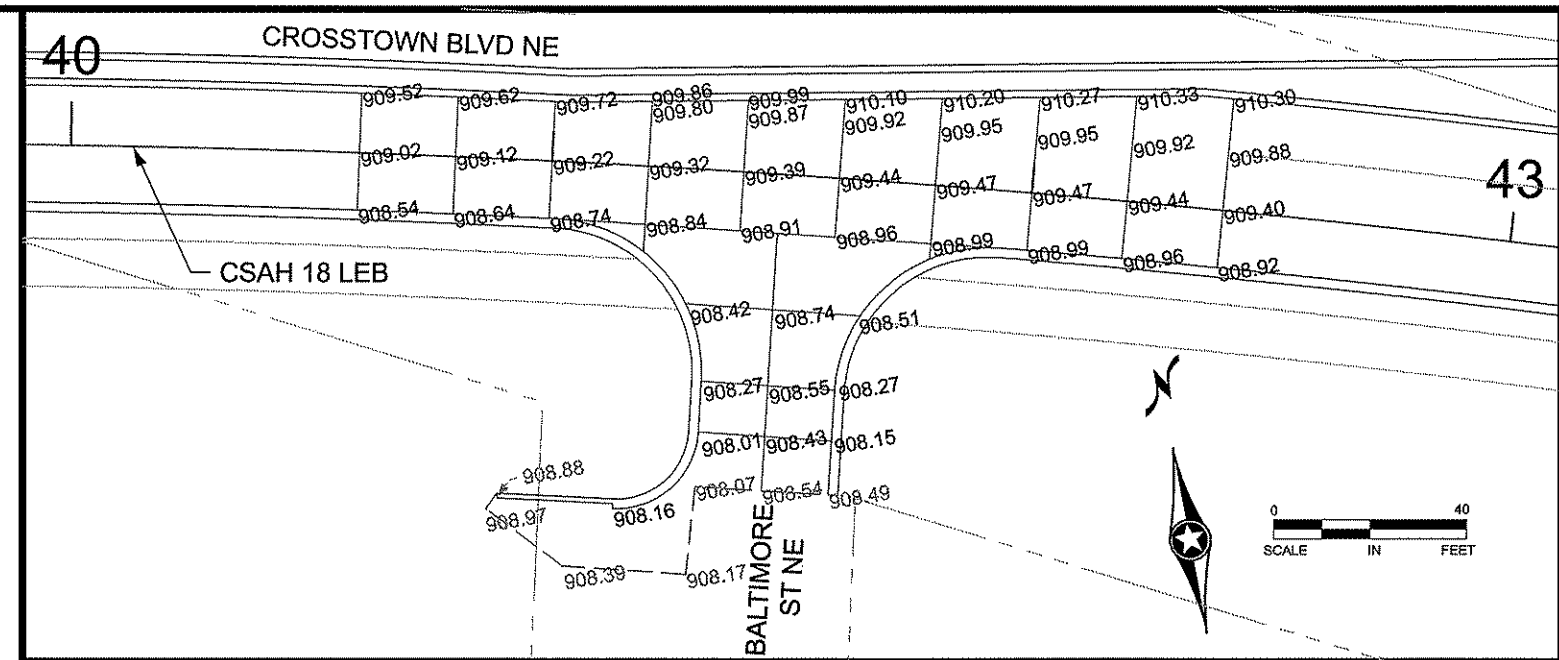 CROSSTOWN BLVD NE
40
909.52 909.62 909.72 909.86 909.99 910.10 910.20 910.27 910.33 910.30
909.80 909.87 909.92 909.95 909.95 909.92 909.88
909.02 909.12 909.22 909.32 909.39 909.44 909.47 909.47 909.44 909.40
43
908.54 908.64 908.74 908.84 908.91 908.96 908.99 908.99 908.96 908.92
CSAH 18 LEB
908.42 908.74 908.51
908.27 908.55 908.27
908.01 908.43 908.15
908.88
908.07 908.54 908.49
908.97 908.16
908.39 908.17
BALTIMORE
ST NE
N
0 40
SCALE IN FEET